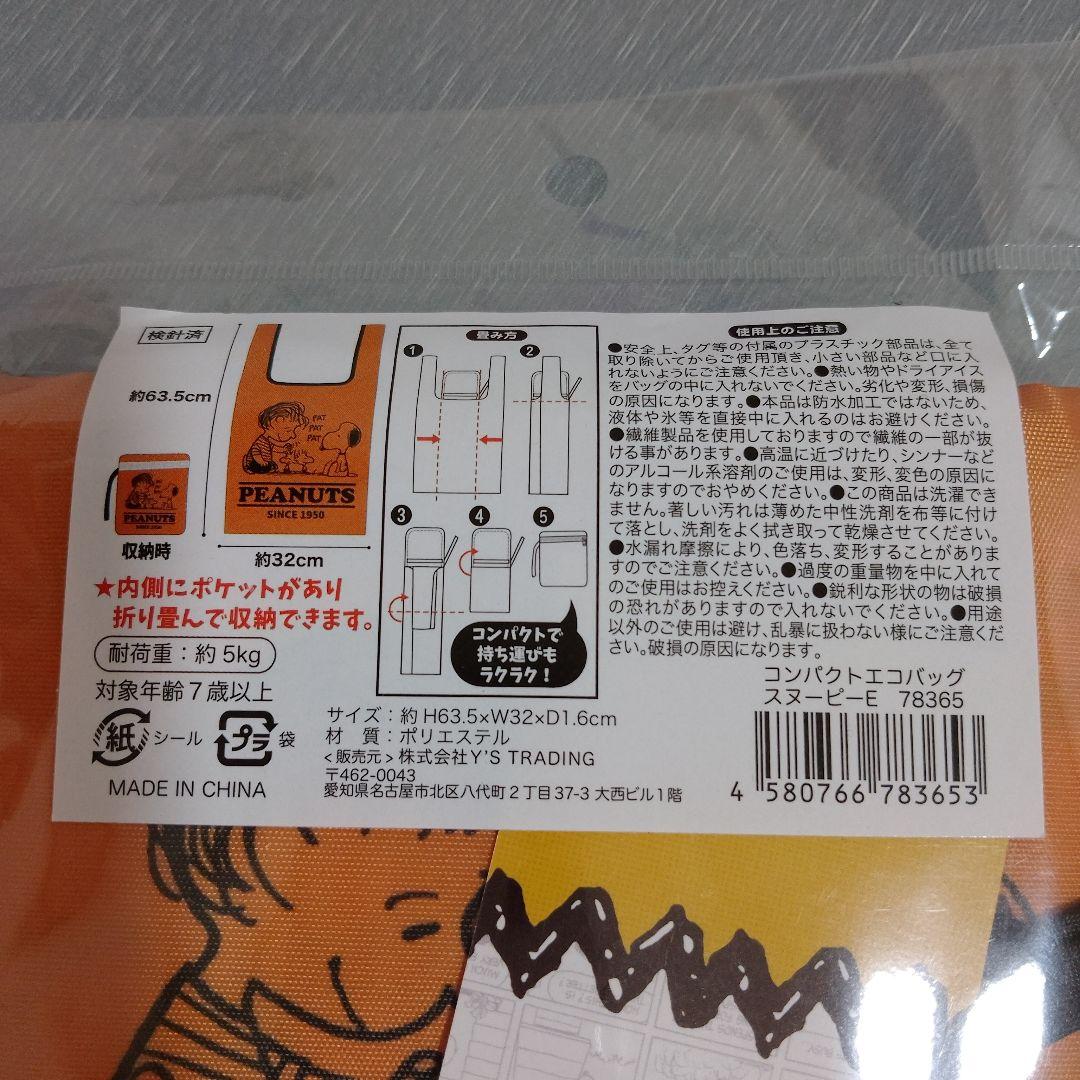 検針済
約63.5cm
PAT
PAT
PAT
PEANUTS
SINCE 1950
PEANUTS
収納時
約32cm
★内側にポケットがあり
折り畳んで収納できます。
耐荷重:約5kg
対象年齢7歳以上
紙 シール プラ 袋
MADE IN CHINA
畳み方
1
2
3
4
5
コンパクトで
持ち運びも
ラクラク!
サイズ:約H63.5×W32×D1.6cm
材 質:ポリエステル
<販売元>株式会社Y'S TRADING
〒462-0043
愛知県名古屋市北区八代町2丁目37-3 大西ビル1階
使用上のご注意
●安全上、タグ等の付属のプラスチック部品は、全て
取り除いてからご使用頂き、小さい部品など口に入
れないようにご注意ください。●熱い物やドライアイス
をバッグの中に入れないでください。劣化や変形、損傷
の原因になります。●本品は防水加工ではないため、
液体や氷等を直接中に入れるのはお避けください。
●繊維製品を使用しておりますので繊維の一部が抜
ける事があります。●高温に近づけたり、シンナーなど
のアルコール系溶剤のご使用は、変形、変色の原因に
なりますのでおやめください。●この商品は洗濯でき
ません。著しい汚れは薄めた中性洗剤を布等に付け
て落とし、洗剤をよく拭き取って乾燥させてください。
●水漏れ摩擦により、色落ち、変形することがありま
すのでご注意ください。●過度の重量物を中に入れて
のご使用はお控えください。●鋭利な形状の物は破損
の恐れがありますので入れないでください。●用途
以外のご使用は避け、乱暴に扱わない様にご注意くだ
さい。破損の原因になります。
コンパクトエコバッグ
スヌーピーE 78365
4 580766 783653